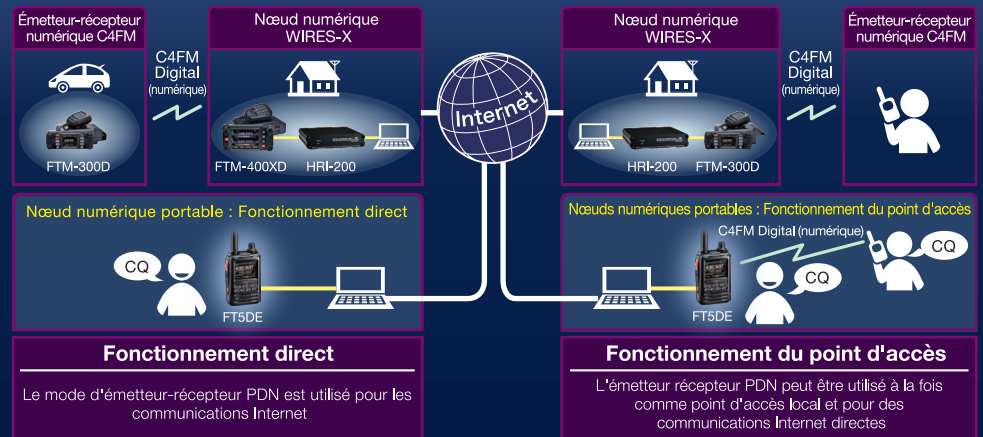 Émetteur-récepteur
numérique C4FM
C4FM
Digital
(numérique)
FTM-300D
Nœud numérique
WIRES-X
FTM-400XD
HRI-200
Internet
Nœud numérique
WIRES-X
HRI-200
FTM-300D
C4FM
Digital
(numérique)
Émetteur-récepteur
numérique C4FM
Nœud numérique portable : Fonctionnement direct
CQ
FT5DE
Nœuds numériques portables : Fonctionnement du point d'accès
C4FM Digital (numérique)
CQ
CQ
FT5DE
Fonctionnement direct
Le mode d'émetteur-récepteur PDN est utilisé pour les
communications Internet
Fonctionnement du point d'accès
L'émetteur récepteur PDN peut être utilisé à la fois
comme point d'accès local et pour des
communications Internet directes